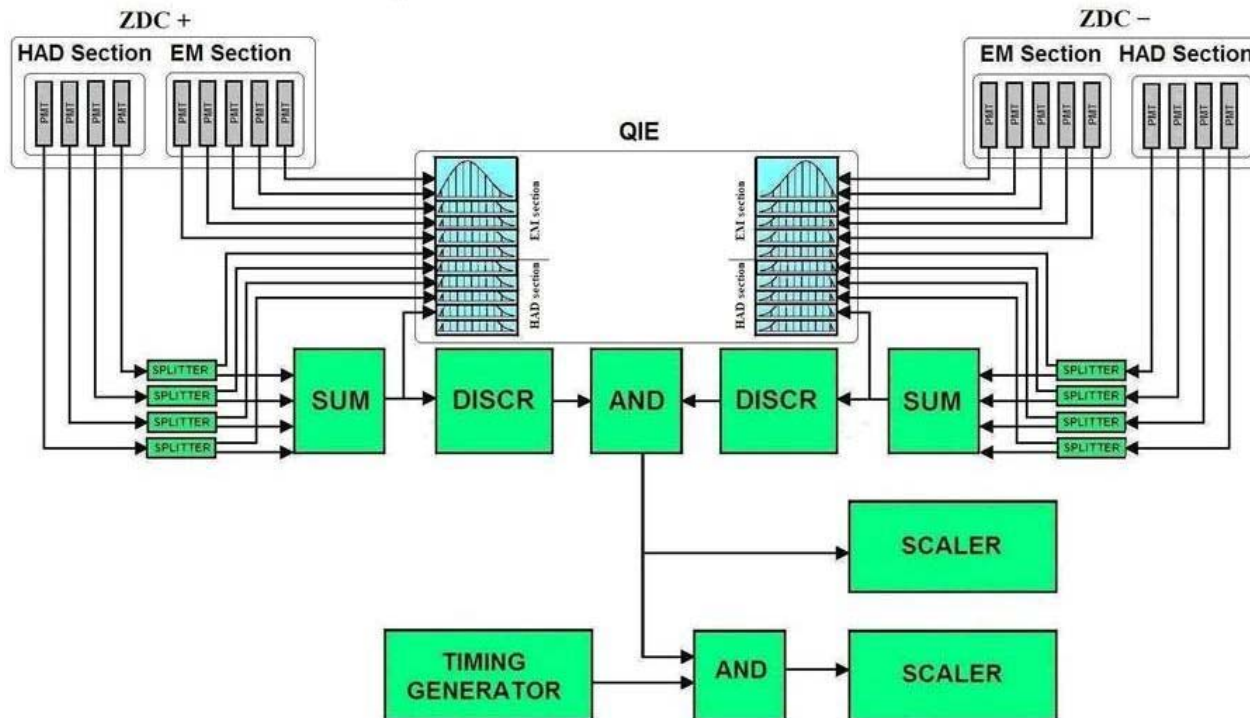 ZDC +
ZDC −
HAD Section EM Section
EM Section HAD Section
PMT PMT PMT PMT PMT PMT PMT PMT PMT
PMT PMT PMT PMT PMT PMT PMT PMT PMT
QIE
EM section
EM section
HAD section
HAD section
SPLITTER
SPLITTER
SPLITTER
SPLITTER
SUM
DISCR
AND
DISCR
SUM
SPLITTER
SPLITTER
SPLITTER
SPLITTER
SCALER
TIMING
GENERATOR
AND
SCALER